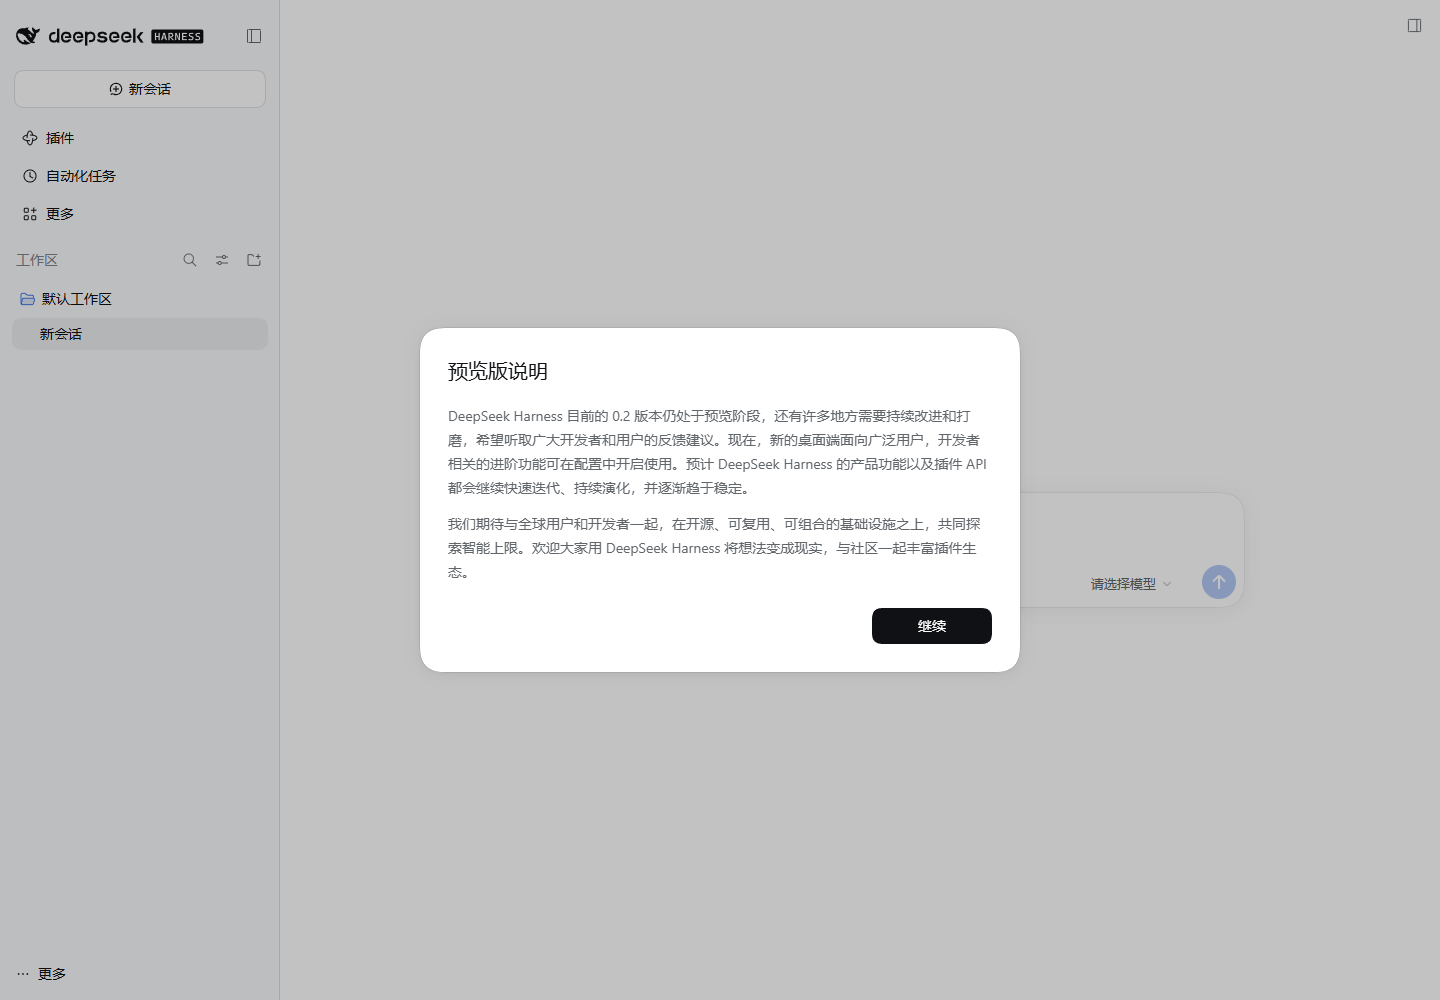 deepseek HARNESS
新会话
插件
自动化任务
更多
工作区
默认工作区
新会话
更多
预览版说明
DeepSeek Harness 目前的 0.2 版本仍处于预览阶段，还有许多地方需要持续改进和打
磨，希望听取广大开发者和用户的反馈建议。现在，新的桌面端面向广泛用户，开发者
相关的进阶功能可在配置中开启使用。预计 DeepSeek Harness 的产品功能以及插件 API
都会继续快速迭代、持续演化，并逐渐趋于稳定。
我们期待与全球用户和开发者一起，在开源、可复用、可组合的基础设施之上，共同探
索智能上限。欢迎大家用 DeepSeek Harness 将想法变成现实，与社区一起丰富插件生
态。
继续
请选择模型